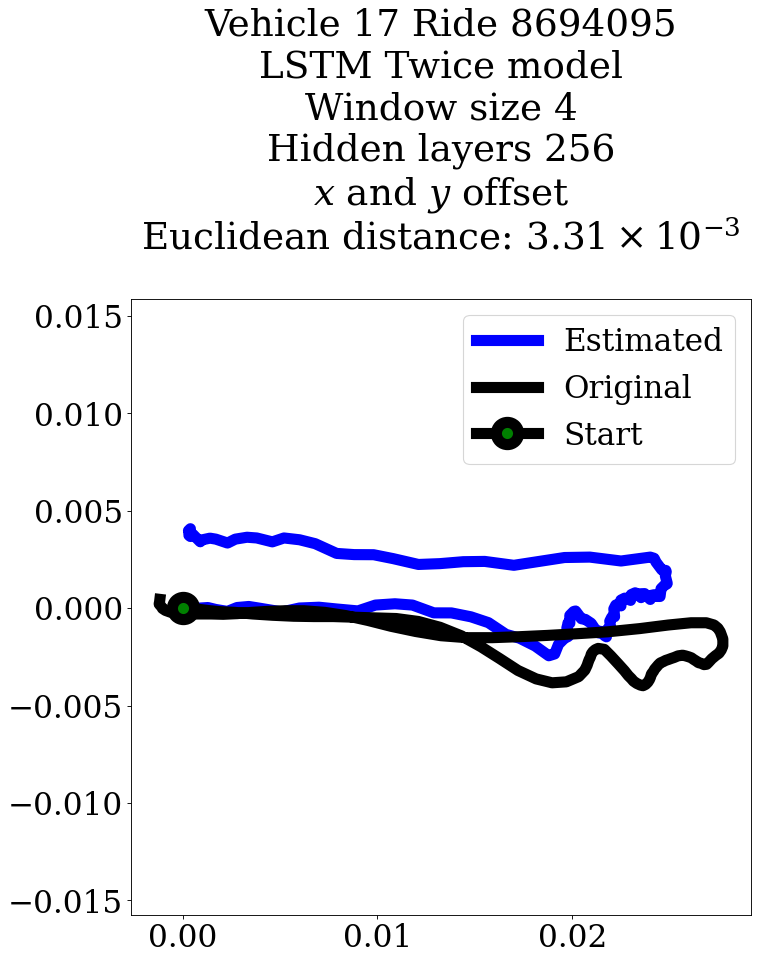 Vehicle 17 Ride 8694095
LSTM Twice model
Window size 4
Hidden layers 256
x and y offset
Euclidean distance: 3.31 × 10⁻³
0.015
0.010
0.005
0.000
−0.005
−0.010
−0.015
Estimated
Original
Start
0.00 0.01 0.02